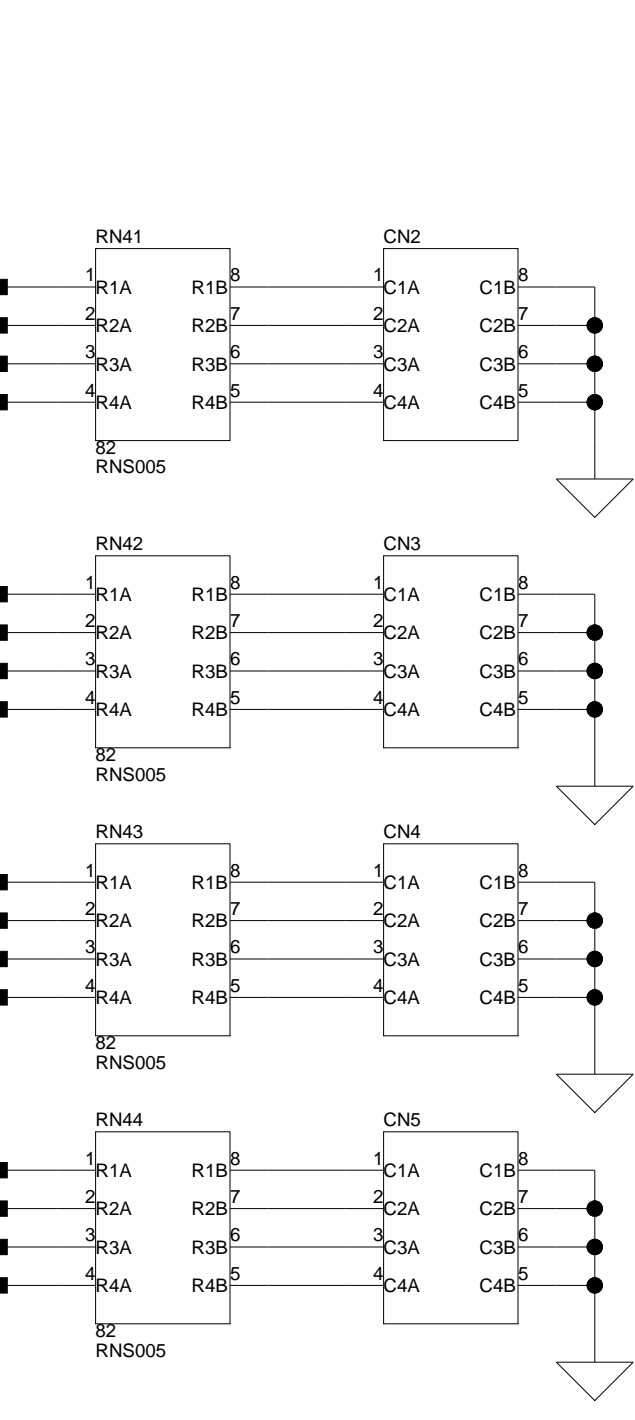 RN41 CN2
1 R1A R1B 8 1 C1A C1B 8
2 R2A R2B 7 2 C2A C2B 7
3 R3A R3B 6 3 C3A C3B 6
4 R4A R4B 5 4 C4A C4B 5
82
RNS005
RN42 CN3
1 R1A R1B 8 1 C1A C1B 8
2 R2A R2B 7 2 C2A C2B 7
3 R3A R3B 6 3 C3A C3B 6
4 R4A R4B 5 4 C4A C4B 5
82
RNS005
RN43 CN4
1 R1A R1B 8 1 C1A C1B 8
2 R2A R2B 7 2 C2A C2B 7
3 R3A R3B 6 3 C3A C3B 6
4 R4A R4B 5 4 C4A C4B 5
82
RNS005
RN44 CN5
1 R1A R1B 8 1 C1A C1B 8
2 R2A R2B 7 2 C2A C2B 7
3 R3A R3B 6 3 C3A C3B 6
4 R4A R4B 5 4 C4A C4B 5
82
RNS005